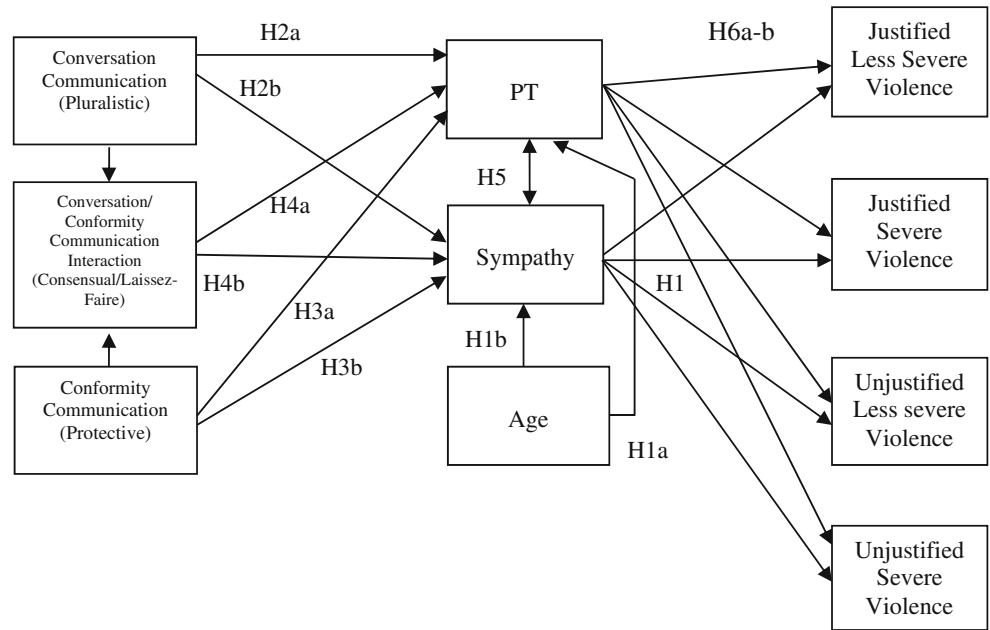 Conversation
Communication
(Pluralistic)
Conversation/
Conformity
Communication
Interaction
(Consensual/Laissez-
Faire)
Conformity
Communication
(Protective)
H2a
H2b
H4a
H4b
H3a
H3b
PT
H5
Sympathy
H1b
Age
H1a
H6a-b
H1
Justified
Less Severe
Violence
Justified
Severe
Violence
Unjustified
Less severe
Violence
Unjustified
Severe
Violence